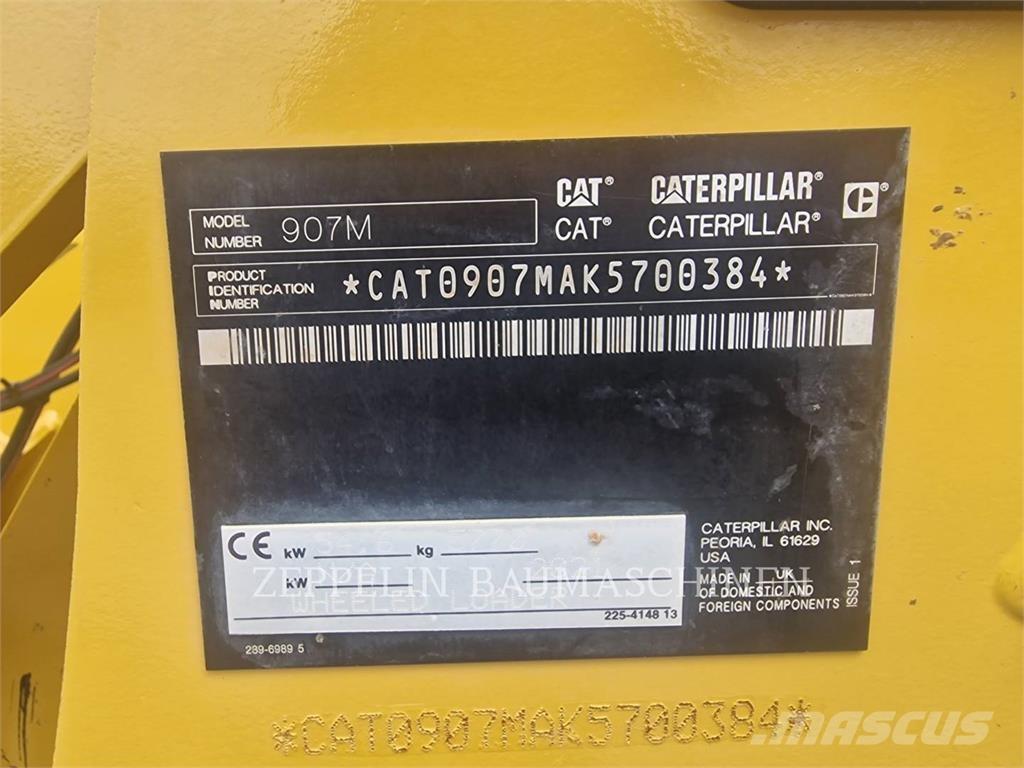 CAT® CATERPILLAR® ®
CAT® CATERPILLAR®
MODEL NUMBER 907M
PRODUCT IDENTIFICATION NUMBER *CAT0907MAK5700384*
CE kW kg
kW
WHEELED LOADER
225-4148 13
289-6989 5
CATERPILLAR INC.
PEORIA, IL 61629
USA
MADE IN UK
OF DOMESTIC AND
FOREIGN COMPONENTS
ISSUE 1
ZEPPELIN BAUMASCHINEN
*CAT0907MAK5700384*
MASCUS